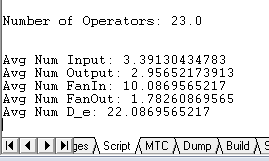 Number of Operators: 23.0
Avg Num Input: 3.39130434783
Avg Num Output: 2.95652173913
Avg Num FanIn: 10.0869565217
Avg Num FanOut: 1.78260869565
Avg Num D_e: 22.0869565217
ges Script MTC Dump Build S